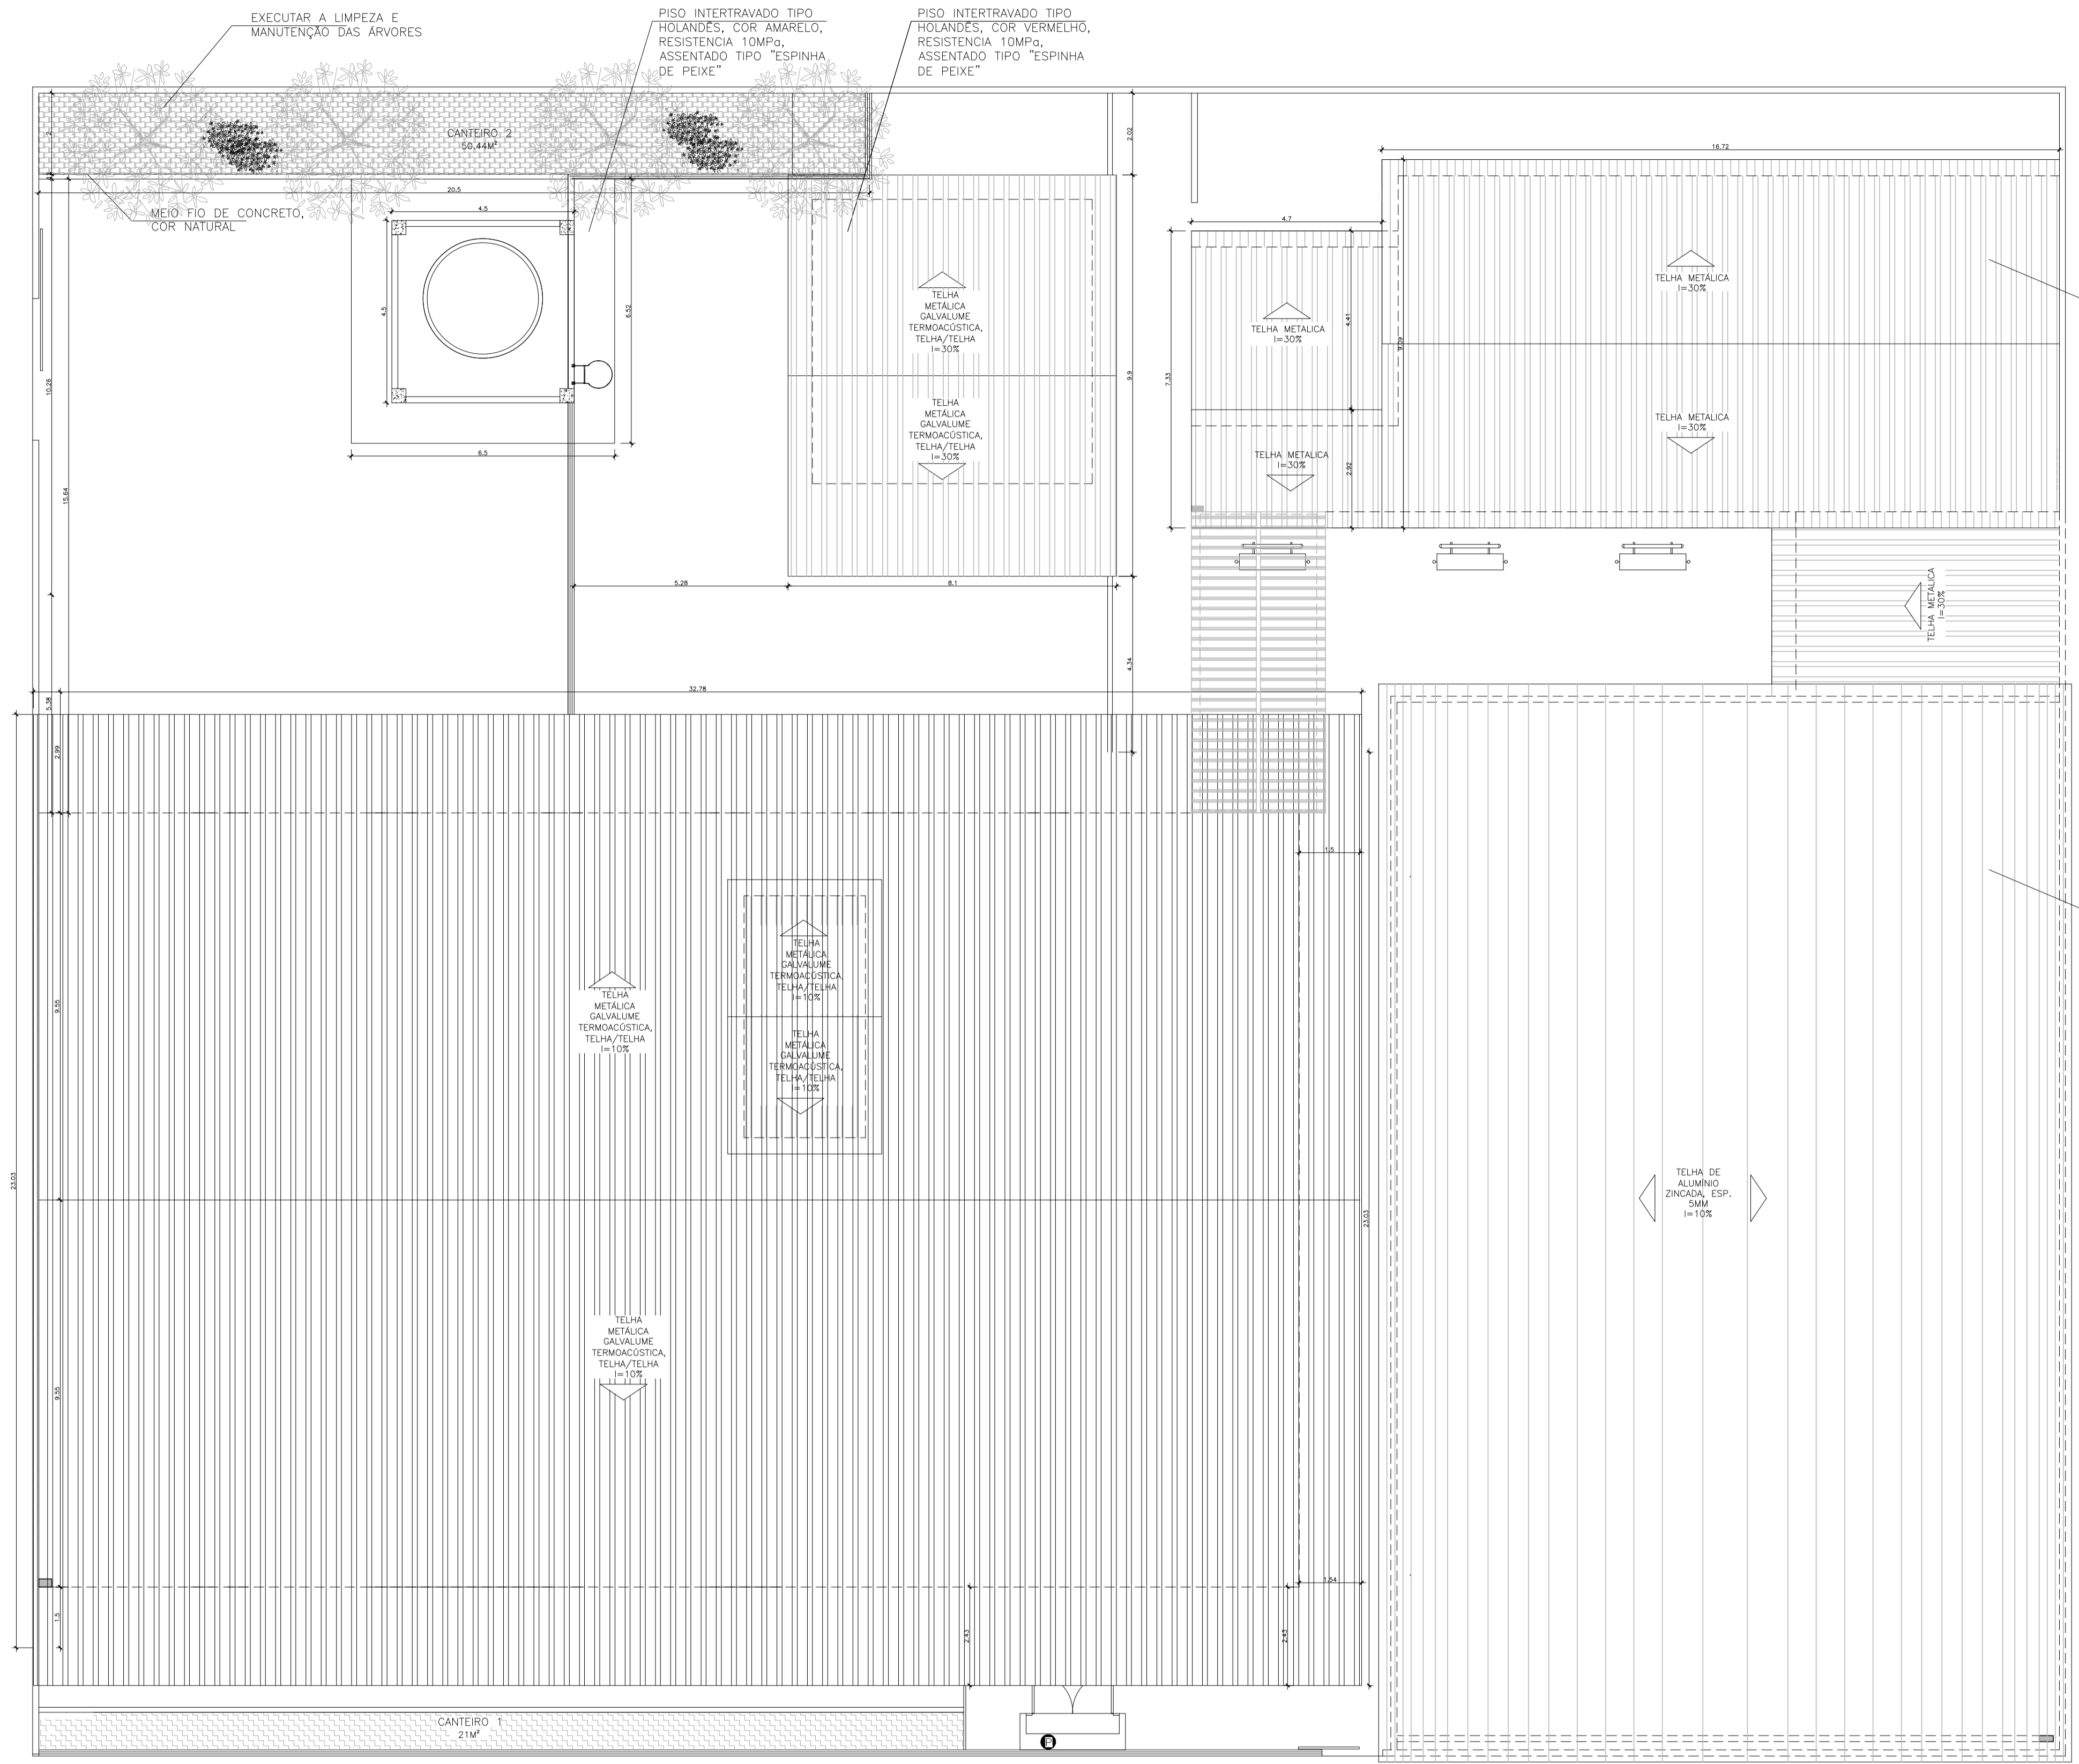 EXECUTAR A LIMPEZA E
MANUTENÇÃO DAS ÁRVORES
PISO INTERTRAVADO TIPO
HOLANDÊS, COR AMARELO,
RESISTENCIA 10MPa,
ASSENTADO TIPO "ESPINHA
DE PEIXE"
PISO INTERTRAVADO TIPO
HOLANDÊS, COR VERMELHO,
RESISTENCIA 10MPa,
ASSENTADO TIPO "ESPINHA
DE PEIXE"
CANTEIRO 2
50.44M²
2
2.02
16.72
20.5
MEIO FIO DE CONCRETO,
COR NATURAL
4.5
4.5
6.52
6.5
10.26
15.64
4.7
7.33
4.41
9.09
2.92
9.9
TELHA
METÁLICA
GALVALUME
TERMOACÚSTICA,
TELHA/TELHA
I=30%
TELHA
METÁLICA
GALVALUME
TERMOACÚSTICA,
TELHA/TELHA
I=30%
TELHA METALICA
I=30%
TELHA METALICA
I=30%
TELHA METÁLICA
I=30%
TELHA METALICA
I=30%
TELHA METALICA
I=30%
5.28
8.1
4.34
32.78
5.38
2.99
1.5
9.55
TELHA
METÁLICA
GALVALUME
TERMOACÚSTICA,
TELHA/TELHA
I=10%
TELHA
METÁLICA
GALVALUME
TERMOACÚSTICA,
TELHA/TELHA
I=10%
TELHA
METÁLICA
GALVALUME
TERMOACÚSTICA,
TELHA/TELHA
I=10%
23.03
23.03
TELHA DE
ALUMÍNIO
ZINCADA, ESP.
5MM
I=10%
TELHA
METÁLICA
GALVALUME
TERMOACÚSTICA,
TELHA/TELHA
I=10%
9.55
1.54
1.5
2.43
2.43
CANTEIRO 1
21M²
P